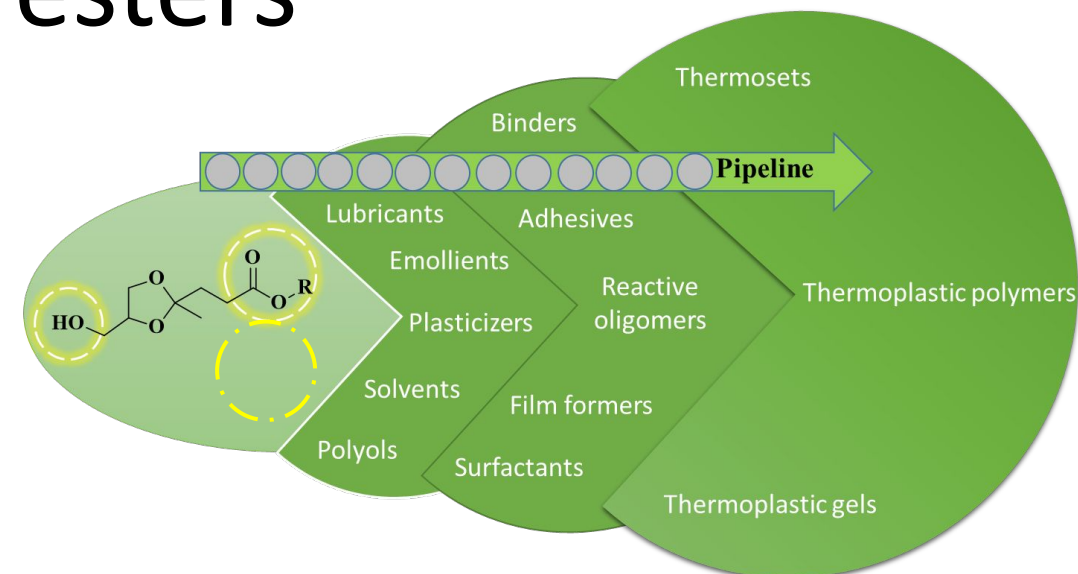 esters
Thermosets
Binders
Pipeline
Lubricants
Adhesives
Emollients
Reactive
oligomers
Thermoplastic polymers
Plasticizers
Solvents
Film formers
Polyols
Surfactants
Thermoplastic gels
O
O
R
O
HO
O
O